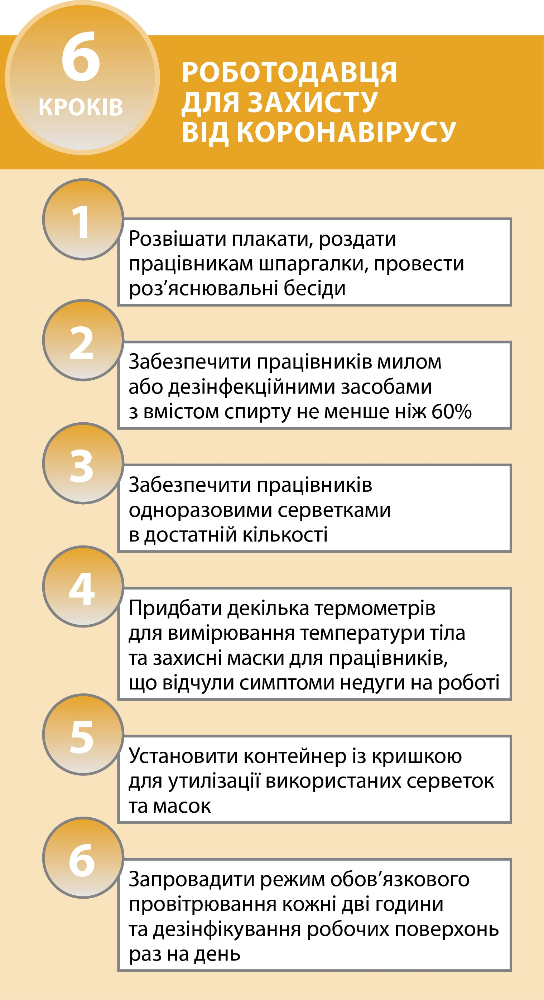 6
КРОКІВ
РОБОТОДАВЦЯ
ДЛЯ ЗАХИСТУ
ВІД КОРОНАВІРУСУ
1
Розвішати плакати, роздати
працівникам шпаргалки, провести
роз’яснювальні бесіди
2
Забезпечити працівників милом
або дезінфекційними засобами
з вмістом спирту не менше ніж 60%
3
Забезпечити працівників
одноразовими серветками
в достатній кількості
4
Придбати декілька термометрів
для вимірювання температури тіла
та захисні маски для працівників,
що відчули симптоми недуги на роботі
5
Установити контейнер із кришкою
для утилізації використаних серветок
та масок
6
Запровадити режим обов’язкового
провітрювання кожні дві години
та дезінфікування робочих поверхонь
раз на день